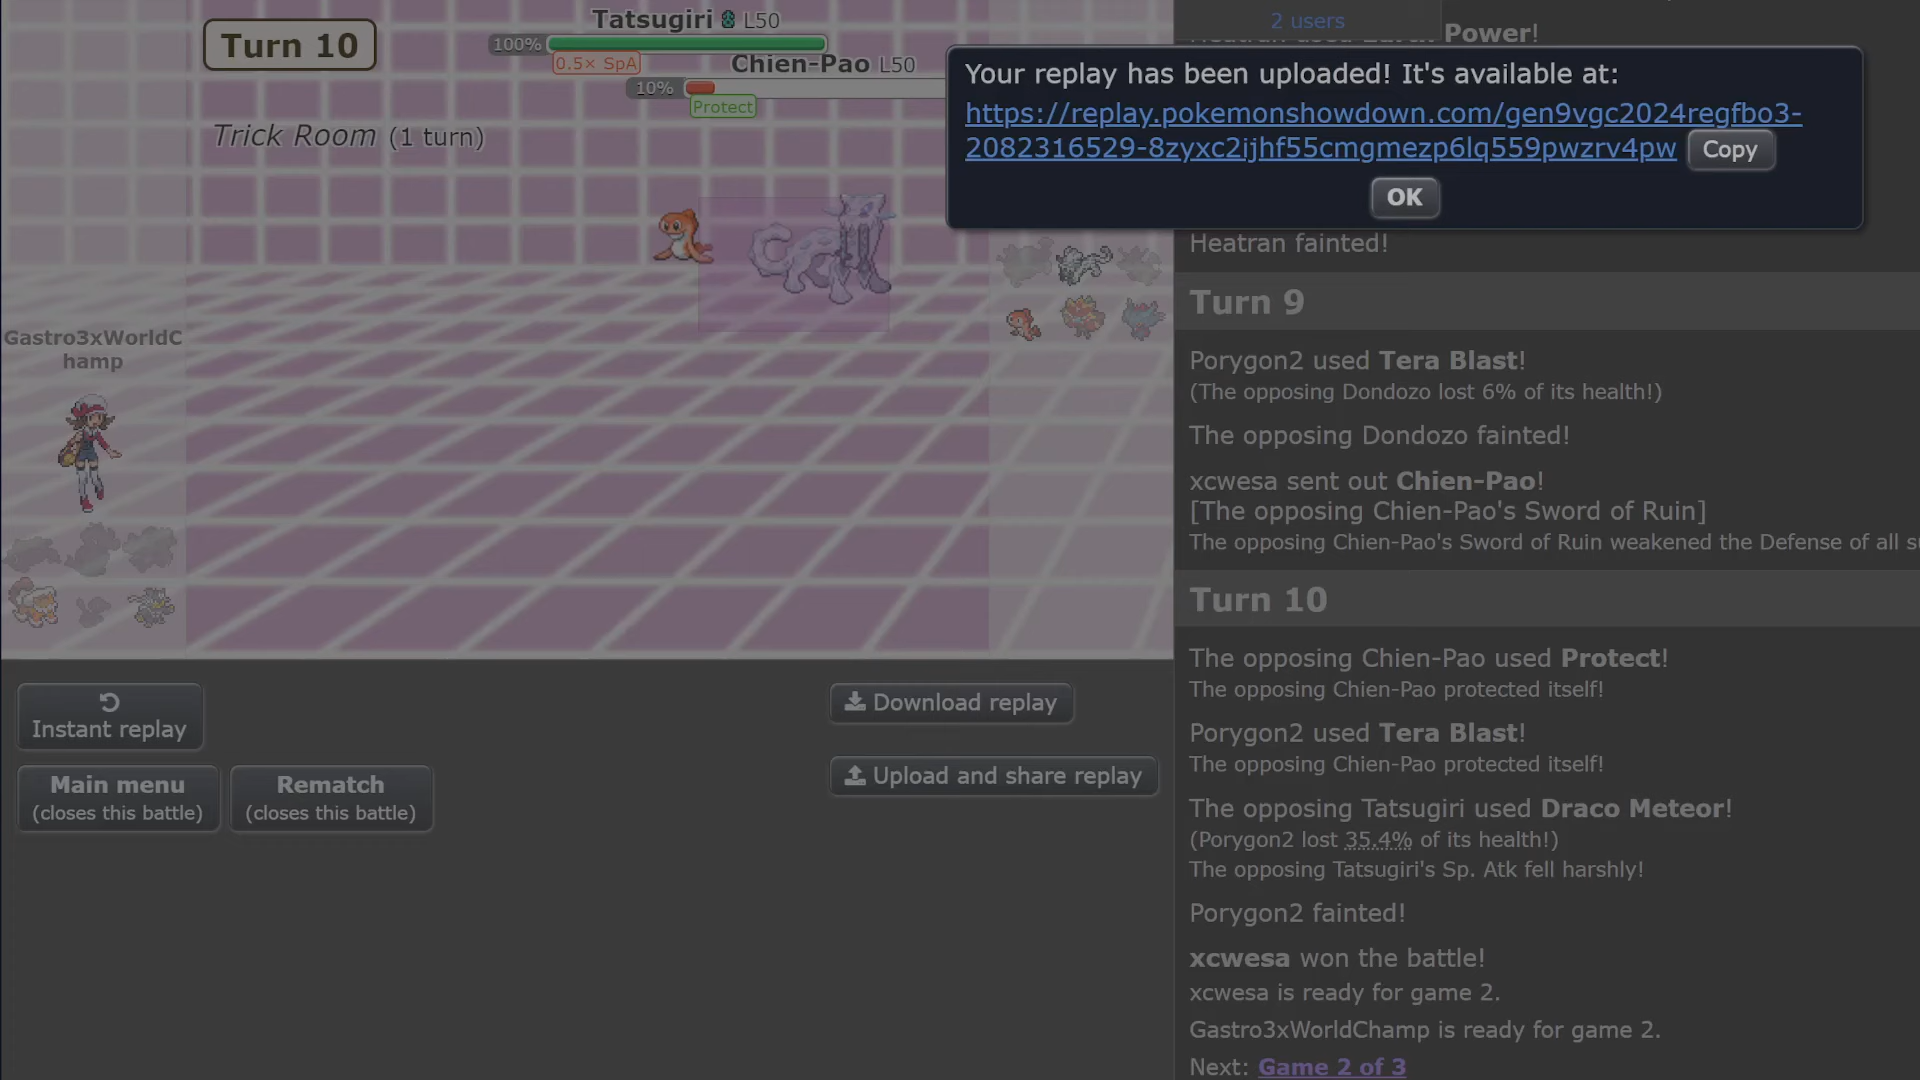 Turn 10
Tatsugiri L50
100%
0.5× SpA
Chien-Pao L50
10%
Protect
Trick Room (1 turn)
Gastro3xWorldC
hamp
Instant replay
Main menu
(closes this battle)
Rematch
(closes this battle)
Download replay
Upload and share replay
2 users
Power!
Your replay has been uploaded! It's available at:
https://replay.pokemonshowdown.com/gen9vgc2024regfbo3-
2082316529-8zyxc2ijhf55cmgmezp6lq559pwzrv4pw Copy
OK
Heatran fainted!
Turn 9
Porygon2 used Tera Blast!
(The opposing Dondozo lost 6% of its health!)
The opposing Dondozo fainted!
xcwesa sent out Chien-Pao!
[The opposing Chien-Pao's Sword of Ruin]
The opposing Chien-Pao's Sword of Ruin weakened the Defense of all
Turn 10
The opposing Chien-Pao used Protect!
The opposing Chien-Pao protected itself!
Porygon2 used Tera Blast!
The opposing Chien-Pao protected itself!
The opposing Tatsugiri used Draco Meteor!
(Porygon2 lost 35.4% of its health!)
The opposing Tatsugiri's Sp. Atk fell harshly!
Porygon2 fainted!
xcwesa won the battle!
xcwesa is ready for game 2.
Gastro3xWorldChamp is ready for game 2.
Next: Game 2 of 3